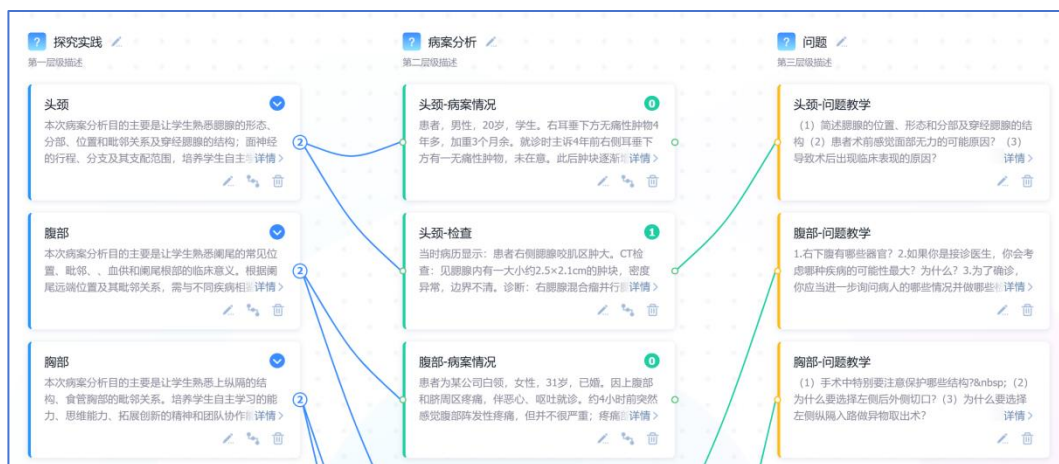 探究实践
第一层级描述
头颈
本次病案分析目的主要是让学生熟悉腮腺的形态、
分部、位置和毗邻关系及穿经腮腺的结构；面神经
的行程、分支及其支配范围，培养学生自主 详情>
2
腹部
本次病案分析目的主要是让学生熟悉阑尾的常见位
置、毗邻、、血供和阑尾根部的临床意义。根据阑
尾远端位置及其毗邻关系，需与不同疾病相 详情>
2
胸部
本次病案分析目的主要是让学生熟悉上纵隔的结
构、食管胸部的毗邻关系。培养学生自主学习的能
力、思维能力、拓展创新的精神和团队协作 详情>
2
病案分析
第二层级描述
头颈-病案情况
0
患者，男性，20岁，学生。右耳垂下方无痛性肿物4
年多，加重3个月余。就诊时主诉4年前右侧耳垂下
方有一无痛性肿物，未在意。此后肿块逐渐 详情>
头颈-检查
1
当时病历显示：患者右侧腮腺咬肌区肿大。CT检
查：见腮腺内有一大小约2.5×2.1cm的肿块，密度
异常，边界不清。诊断：右腮腺混合瘤并行 详情>
腹部-病案情况
0
患者为某公司白领，女性，31岁，已婚。因上腹部
和脐周区疼痛，伴恶心、呕吐就诊。约4小时前突然
感觉腹部阵发性疼痛，但并不很严重；疼痛 详情>
问题
第三层级描述
头颈-问题教学
（1）简述腮腺的位置、形态和分部及穿经腮腺的结
构（2）患者术前感觉面部无力的可能原因？（3）
导致术后出现临床表现的原因？ 详情>
腹部-问题教学
1.右下腹有哪些器官？2.如果你是接诊医生，你会考
虑哪种疾病的可能性最大？为什么？3.为了确诊，
你应当进一步询问病人的哪些情况并做哪些 详情>
胸部-问题教学
（1）手术中特别要注意保护哪些结构?&nbsp;（2）
为什么要选择左侧后外侧切口？（3）为什么要选择
左侧纵隔入路做异物取出术？ 详情>